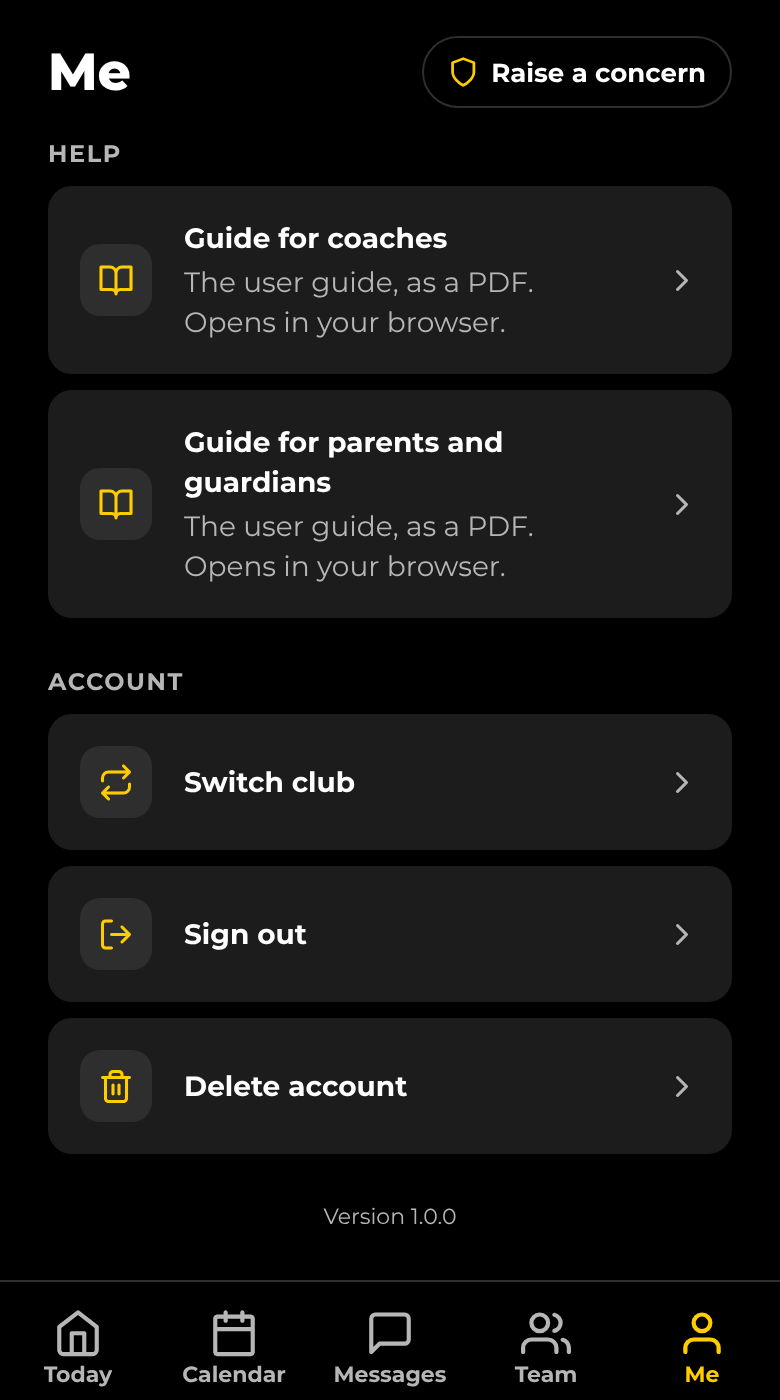 Me
Raise a concern
HELP
Guide for coaches
The user guide, as a PDF.
Opens in your browser.
Guide for parents and
guardians
The user guide, as a PDF.
Opens in your browser.
ACCOUNT
Switch club
Sign out
Delete account
Version 1.0.0
Today
Calendar
Messages
Team
Me